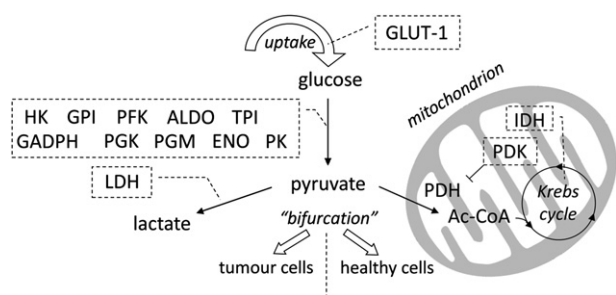 uptake
GLUT-1
glucose
mitochondrion
HK GPI PFK ALDO TPI
GADPH PGK PGM ENO PK
IDH
PDK
LDH
pyruvate
PDH
lactate
"bifurcation"
Ac-CoA
Krebs
cycle
tumour cells
healthy cells